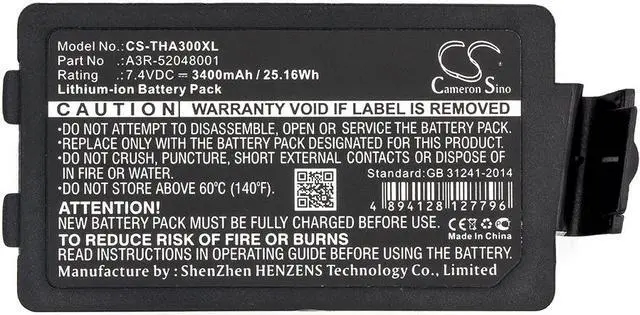 Model No.: CS-THA300XL
Part No :A3R-52048001
Rating :7.4VDC ⎓ 3400mAh / 25.16Wh
Lithium-ion Battery Pack
CS
Cameron Sino
CAUTION WARRANTY VOID IF LABEL IS REMOVED
*DO NOT ATTEMPT TO DISASSEMBLE, OPEN OR SERVICE THE BATTERY PACK.
*REPLACE ONLY WITH THE BATTERY PACK DESIGNATED FOR THIS PRODUCT.
*DO NOT CRUSH, PUNCTURE, SHORT EXTERNAL CONTACTS OR DISPOSE OF
IN FIRE OR WATER.
*DO NOT STORE ABOVE 60℃ (140℉).
Standard:GB 31241-2014
4 894128 127796
ATTENTION!
NEW BATTERY PACK MUST BE FULLY CHARGED BEFORE USE.
TO REDUCE RISK OF FIRE OR BURNS
READ INSTRUCTIONS IN OPERATING GUIDE BEFORE USING THE BATTERY.
CE
Made In China
Manufacture by: ShenZhen HENZENS Technology Co., Limited.